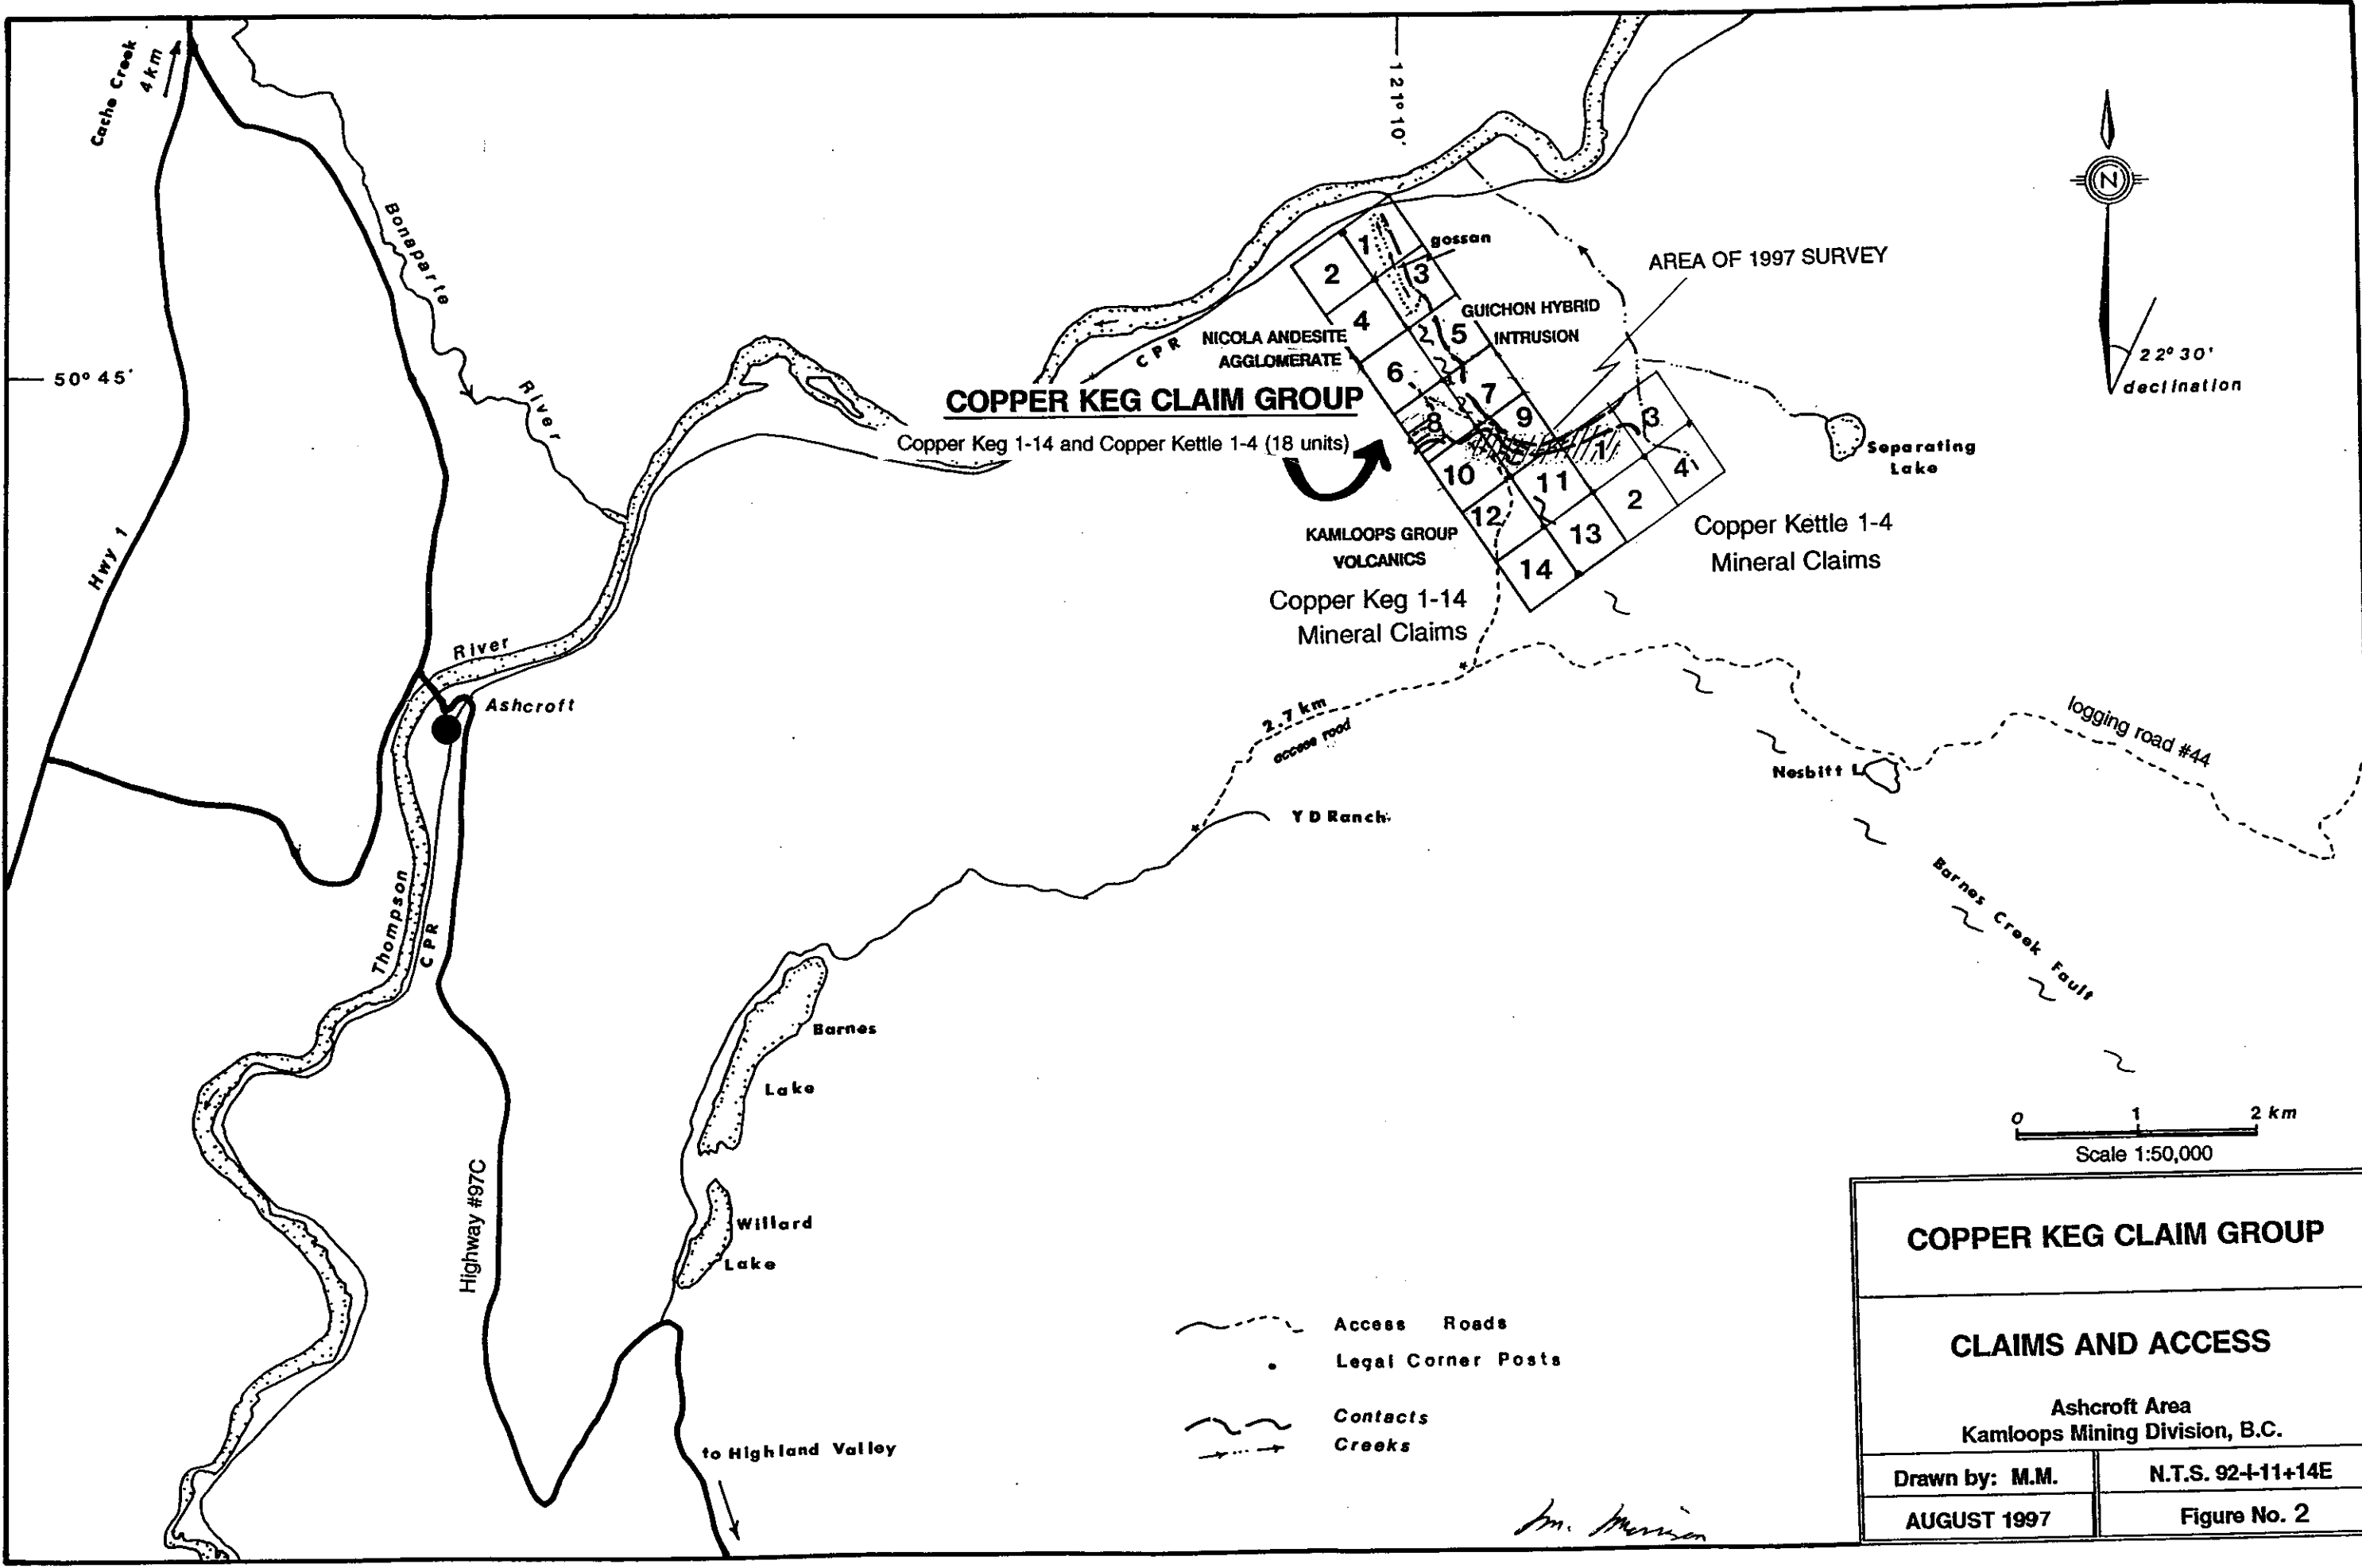 Cache Creek
4 km
121° 10'
N
22° 30'
declination
50° 45'
Bonaparte
River
Hwy 1
gossan
AREA OF 1997 SURVEY
GUICHON HYBRID
INTRUSION
NICOLA ANDESITE
AGGLOMERATE
CPR
COPPER KEG CLAIM GROUP
Copper Keg 1-14 and Copper Kettle 1-4 (18 units)
1
2
3
4
5
6
7
8
9
10
11
12
13
14
1
2
3
4
Separating
Lake
Copper Kettle 1-4
Mineral Claims
KAMLOOPS GROUP
VOLCANICS
Copper Keg 1-14
Mineral Claims
River
Ashcroft
2.7 km
access road
Y D Ranch
logging road #44
Nesbitt L
Barnes Creek Fault
Thompson
CPR
Barnes
Lake
Willard
Lake
Highway #97C
to Highland Valley
0 1 2 km
Scale 1:50,000
Access Roads
Legal Corner Posts
Contacts
Creeks
COPPER KEG CLAIM GROUP
CLAIMS AND ACCESS
Ashcroft Area
Kamloops Mining Division, B.C.
Drawn by: M.M.
N.T.S. 92-I-11+14E
AUGUST 1997
Figure No. 2